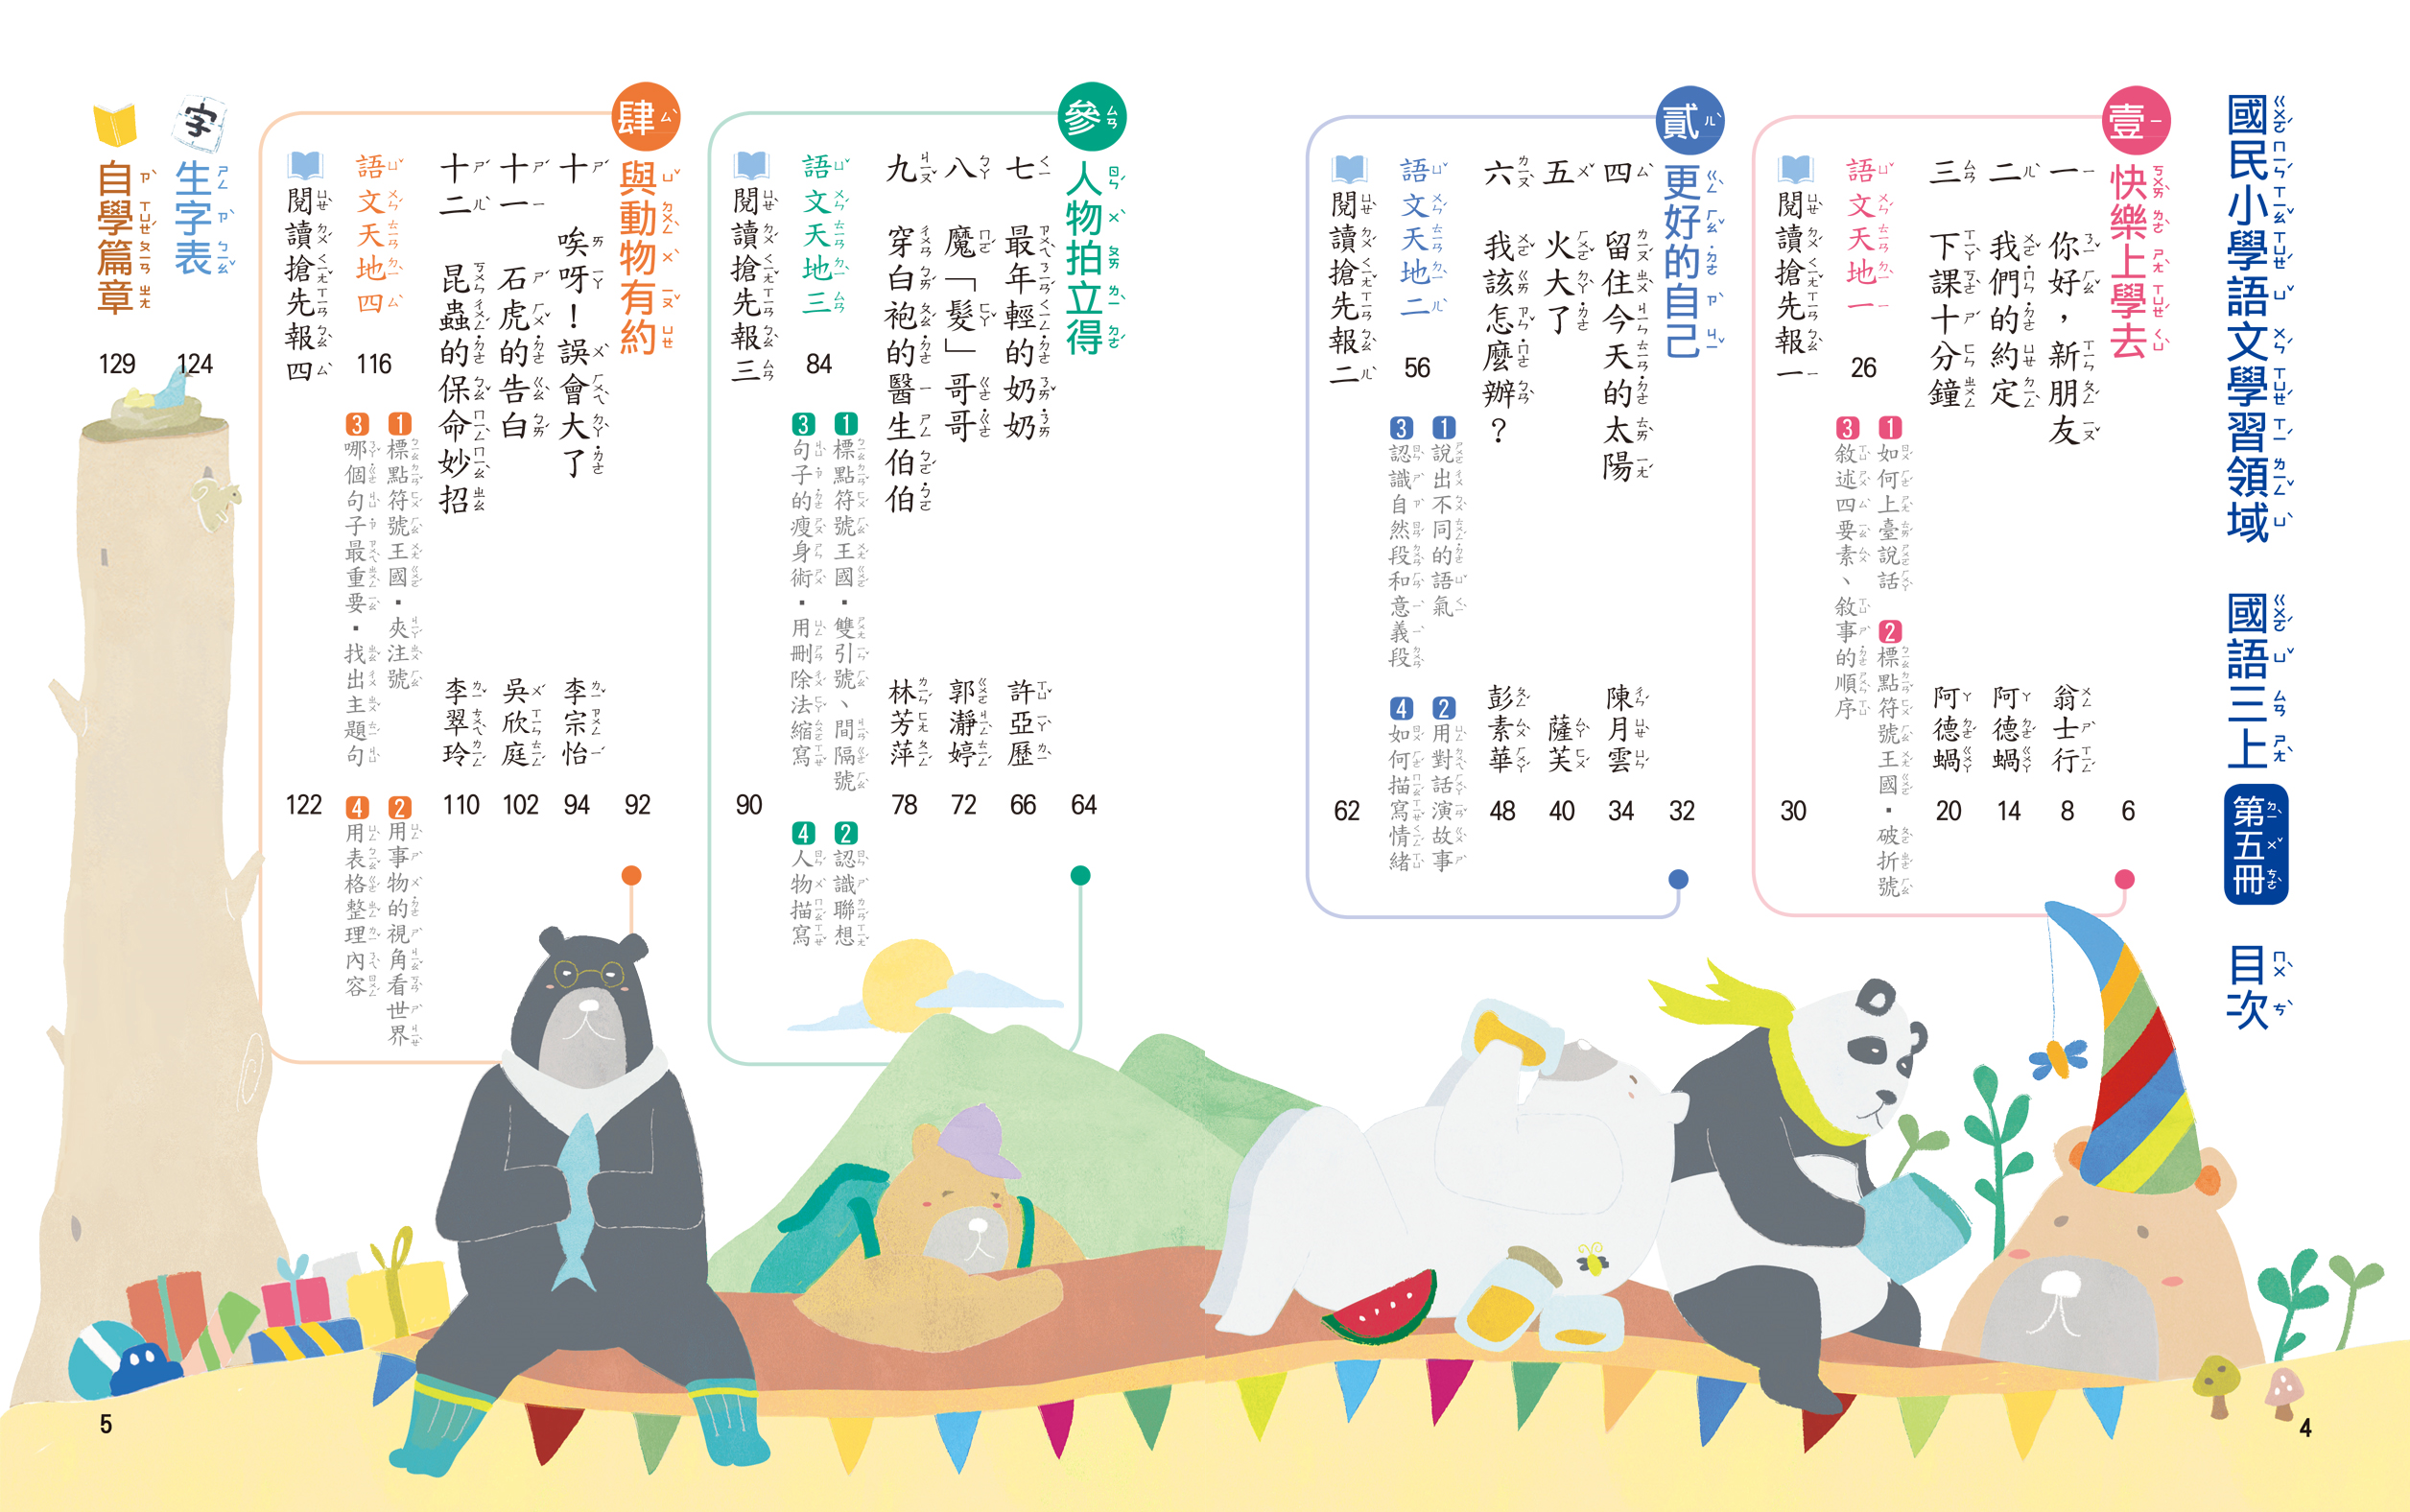 國民小學語文學習領域 國語三上 第五冊 目次
壹 快樂上學去 6
一 你好，新朋友 翁士行 8
二 我們的約定 阿德蝸 14
三 下課十分鐘 阿德蝸 20
語文天地一 26
1 如何上臺說話 2 標點符號王國・破折號
3 敘述四要素、敘事的順序
閱讀搶先報一 30
貳 更好的自己 32
四 留住今天的太陽 陳月雲 34
五 火大了 薩芙 40
六 我該怎麼辦？ 彭素華 48
語文天地二 56
1 說出不同的語氣 2 用對話演故事
3 認識自然段和意義段 4 如何描寫情緒
閱讀搶先報二 62
4
參 人物拍立得 64
七 最年輕的奶奶 許亞歷 66
八 魔「髮」哥哥 郭瀞婷 72
九 穿白袍的醫生伯伯 林芳萍 78
語文天地三 84
1 標點符號王國・雙引號、間隔號 2 認識聯想
3 句子的瘦身術・用刪除法縮寫 4 人物描寫
閱讀搶先報三 90
肆 與動物有約 92
十 唉呀！誤會大了 李宗怡 94
十一 石虎的告白 吳欣庭 102
十二 昆蟲的保命妙招 李翠玲 110
語文天地四 116
1 標點符號王國・夾注號 2 用事物的視角看世界
3 哪個句子最重要・找出主題句 4 用表格整理內容
閱讀搶先報四 122
字 生字表 124
自學篇章 129
5